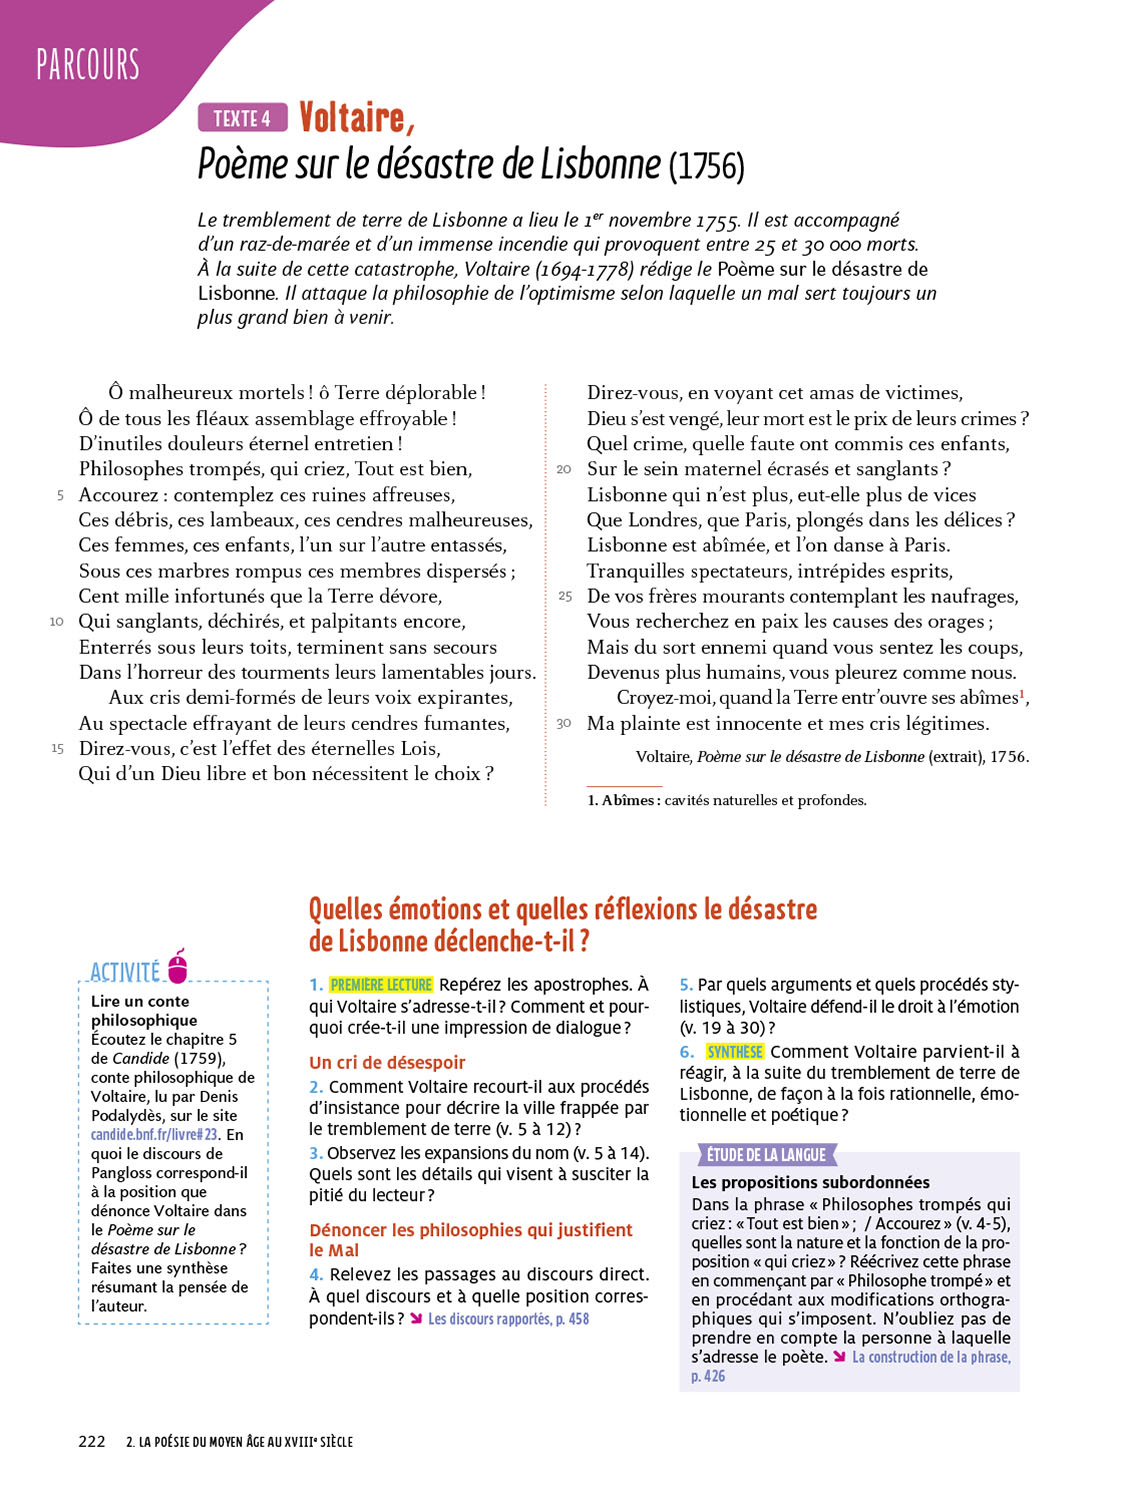 PARCOURS
TEXTE 4 Voltaire,
Poème sur le désastre de Lisbonne (1756)
Le tremblement de terre de Lisbonne a lieu le 1er novembre 1755. Il est accompagné
d'un raz-de-marée et d'un immense incendie qui provoquent entre 25 et 30 000 morts.
À la suite de cette catastrophe, Voltaire (1694-1778) rédige le Poème sur le désastre de
Lisbonne. Il attaque la philosophie de l'optimisme selon laquelle un mal sert toujours un
plus grand bien à venir.
Ô malheureux mortels ! ô Terre déplorable !
Ô de tous les fléaux assemblage effroyable !
D'inutiles douleurs éternel entretien !
Philosophes trompés, qui criez, Tout est bien,
5 Accourez : contemplez ces ruines affreuses,
Ces débris, ces lambeaux, ces cendres malheureuses,
Ces femmes, ces enfants, l'un sur l'autre entassés,
Sous ces marbres rompus ces membres dispersés ;
Cent mille infortunés que la Terre dévore,
10 Qui sanglants, déchirés, et palpitants encore,
Enterrés sous leurs toits, terminent sans secours
Dans l'horreur des tourments leurs lamentables jours.
Aux cris demi-formés de leurs voix expirantes,
Au spectacle effrayant de leurs cendres fumantes,
15 Direz-vous, c'est l'effet des éternelles Lois,
Qui d'un Dieu libre et bon nécessitent le choix ?
Direz-vous, en voyant cet amas de victimes,
Dieu s'est vengé, leur mort est le prix de leurs crimes ?
Quel crime, quelle faute ont commis ces enfants,
20 Sur le sein maternel écrasés et sanglants ?
Lisbonne qui n'est plus, eut-elle plus de vices
Que Londres, que Paris, plongés dans les délices ?
Lisbonne est abîmée, et l'on danse à Paris.
Tranquilles spectateurs, intrépides esprits,
25 De vos frères mourants contemplant les naufrages,
Vous recherchez en paix les causes des orages ;
Mais du sort ennemi quand vous sentez les coups,
Devenus plus humains, vous pleurez comme nous.
Croyez-moi, quand la Terre entr'ouvre ses abîmes1,
30 Ma plainte est innocente et mes cris légitimes.
Voltaire, Poème sur le désastre de Lisbonne (extrait), 1756.
1. Abîmes : cavités naturelles et profondes.
Quelles émotions et quelles réflexions le désastre
de Lisbonne déclenche-t-il ?
ACTIVITÉ
Lire un conte
philosophique
Écoutez le chapitre 5
de Candide (1759),
conte philosophique de
Voltaire, lu par Denis
Podalydès, sur le site
candide.bnf.fr/livre#23. En
quoi le discours de
Pangloss correspond-il
à la position que
dénonce Voltaire dans
le Poème sur le
désastre de Lisbonne ?
Faites une synthèse
résumant la pensée de
l'auteur.
1. PREMIÈRE LECTURE Repérez les apostrophes. À
qui Voltaire s'adresse-t-il ? Comment et pour-
quoi crée-t-il une impression de dialogue ?
Un cri de désespoir
2. Comment Voltaire recourt-il aux procédés
d'insistance pour décrire la ville frappée par
le tremblement de terre (v. 5 à 12) ?
3. Observez les expansions du nom (v. 5 à 14).
Quels sont les détails qui visent à susciter la
pitié du lecteur ?
Dénoncer les philosophies qui justifient
le Mal
4. Relevez les passages au discours direct.
À quel discours et à quelle position corres-
pondent-ils ? ➘ Les discours rapportés, p. 458
5. Par quels arguments et quels procédés sty-
listiques, Voltaire défend-il le droit à l'émotion
(v. 19 à 30) ?
6. SYNTHÈSE Comment Voltaire parvient-il à
réagir, à la suite du tremblement de terre de
Lisbonne, de façon à la fois rationnelle, émo-
tionnelle et poétique ?
ÉTUDE DE LA LANGUE
Les propositions subordonnées
Dans la phrase « Philosophes trompés qui
criez : « Tout est bien » ; / Accourez » (v. 4-5),
quelles sont la nature et la fonction de la pro-
position « qui criez » ? Réécrivez cette phrase
en commençant par « Philosophe trompé » et
en procédant aux modifications orthogra-
phiques qui s'imposent. N'oubliez pas de
prendre en compte la personne à laquelle
s'adresse le poète. ➘ La construction de la phrase,
p. 426
222 2. LA POÉSIE DU MOYEN ÂGE AU XVIIIe SIÈCLE